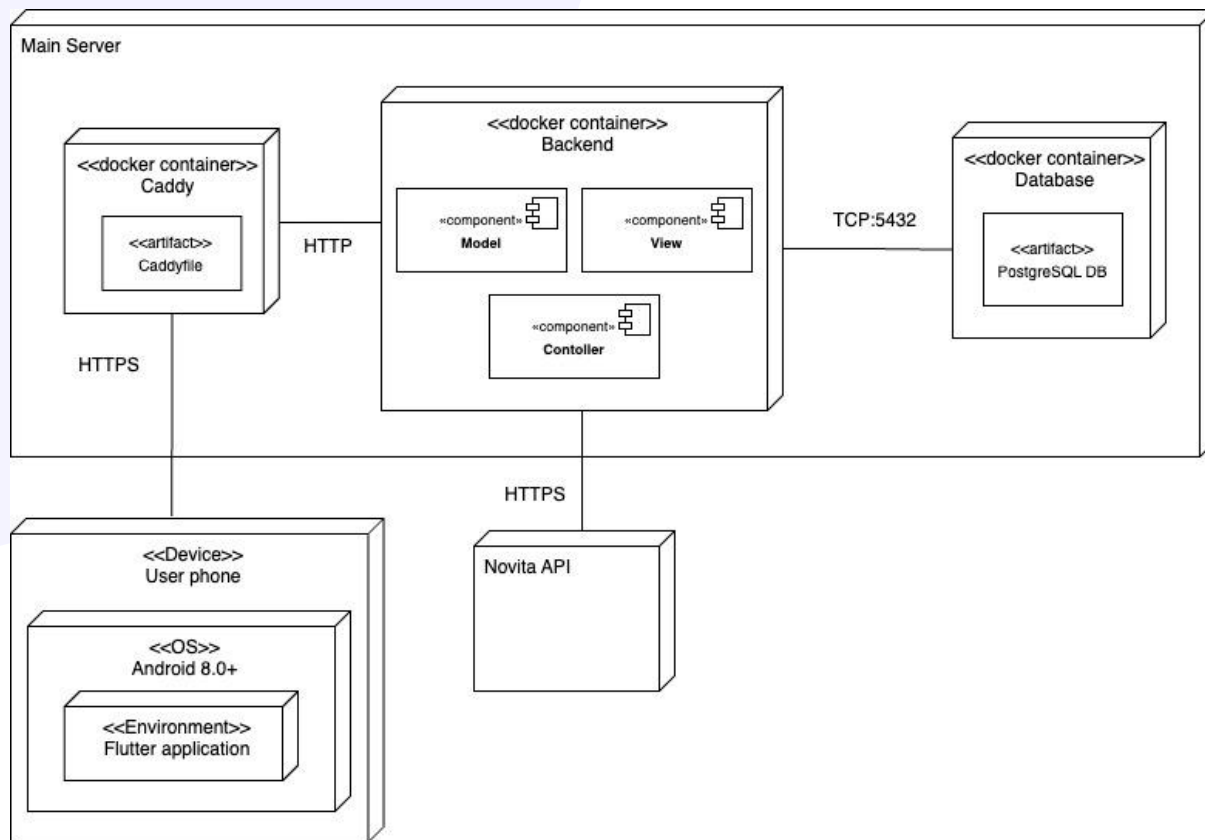 Main Server
<<docker container>>
Caddy
<<artifact>>
Caddyfile
HTTP
<<docker container>>
Backend
«component»
Model
«component»
View
«component»
Contoller
TCP:5432
<<docker container>>
Database
<<artifact>>
PostgreSQL DB
HTTPS
HTTPS
<<Device>>
User phone
<<OS>>
Android 8.0+
<<Environment>>
Flutter application
Novita API